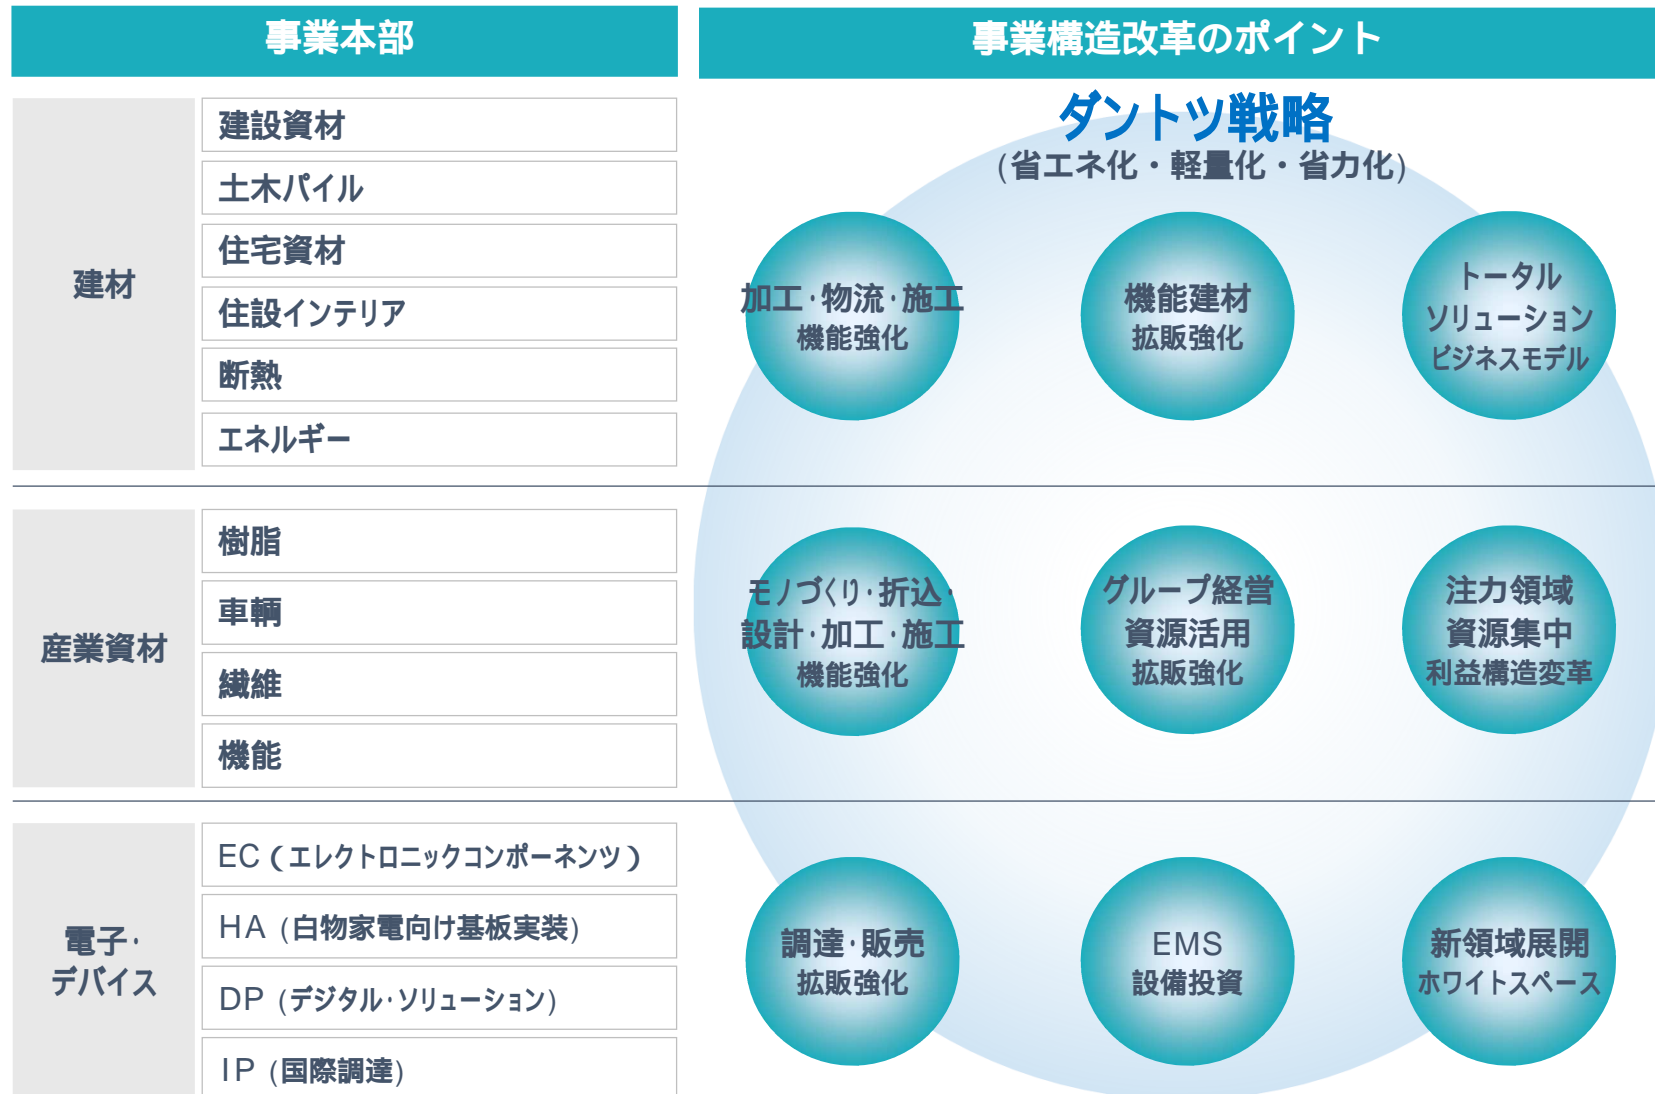 事業本部
事業構造改革のポイント
ダントツ戦略
(省エネ化・軽量化・省力化)
建材
建設資材
土木パイル
住宅資材
住設インテリア
断熱
エネルギー
加工・物流・施工
機能強化
機能建材
拡販強化
トータル
ソリューション
ビジネスモデル
産業資材
樹脂
車輌
繊維
機能
モノづくり・折込・
設計・加工・施工
機能強化
グループ経営
資源活用
拡販強化
注力領域
資源集中
利益構造変革
電子・
デバイス
EC（エレクトロニックコンポーネンツ）
HA (白物家電向け基板実装)
DP (デジタル・ソリューション)
IP (国際調達)
調達・販売
拡販強化
EMS
設備投資
新領域展開
ホワイトスペース